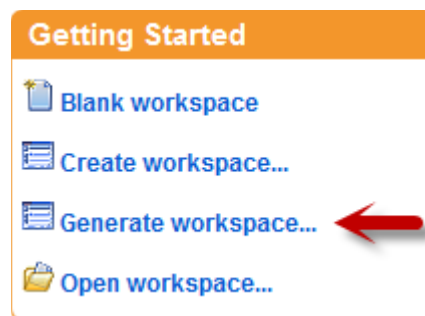 Getting Started
Blank workspace
Create workspace...
Generate workspace...
Open workspace...